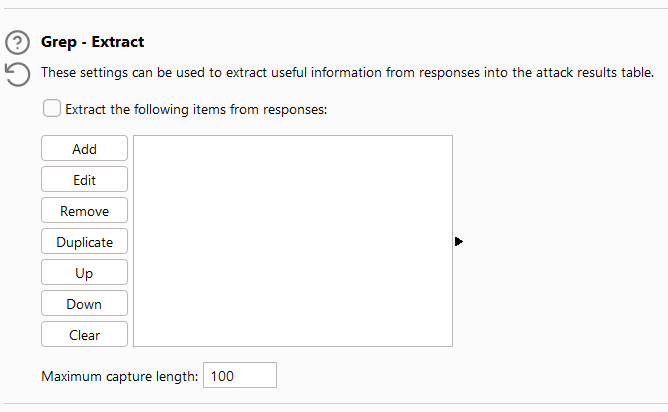 Grep - Extract
These settings can be used to extract useful information from responses into the attack results table.
Extract the following items from responses:
Add
Edit
Remove
Duplicate
Up
Down
Clear
Maximum capture length: 100